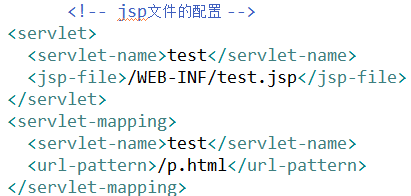 <!-- jsp文件的配置 -->
<servlet>
<servlet-name>test</servlet-name>
<jsp-file>/WEB-INF/test.jsp</jsp-file>
</servlet>
<servlet-mapping>
<servlet-name>test</servlet-name>
<url-pattern>/p.html</url-pattern>
</servlet-mapping>